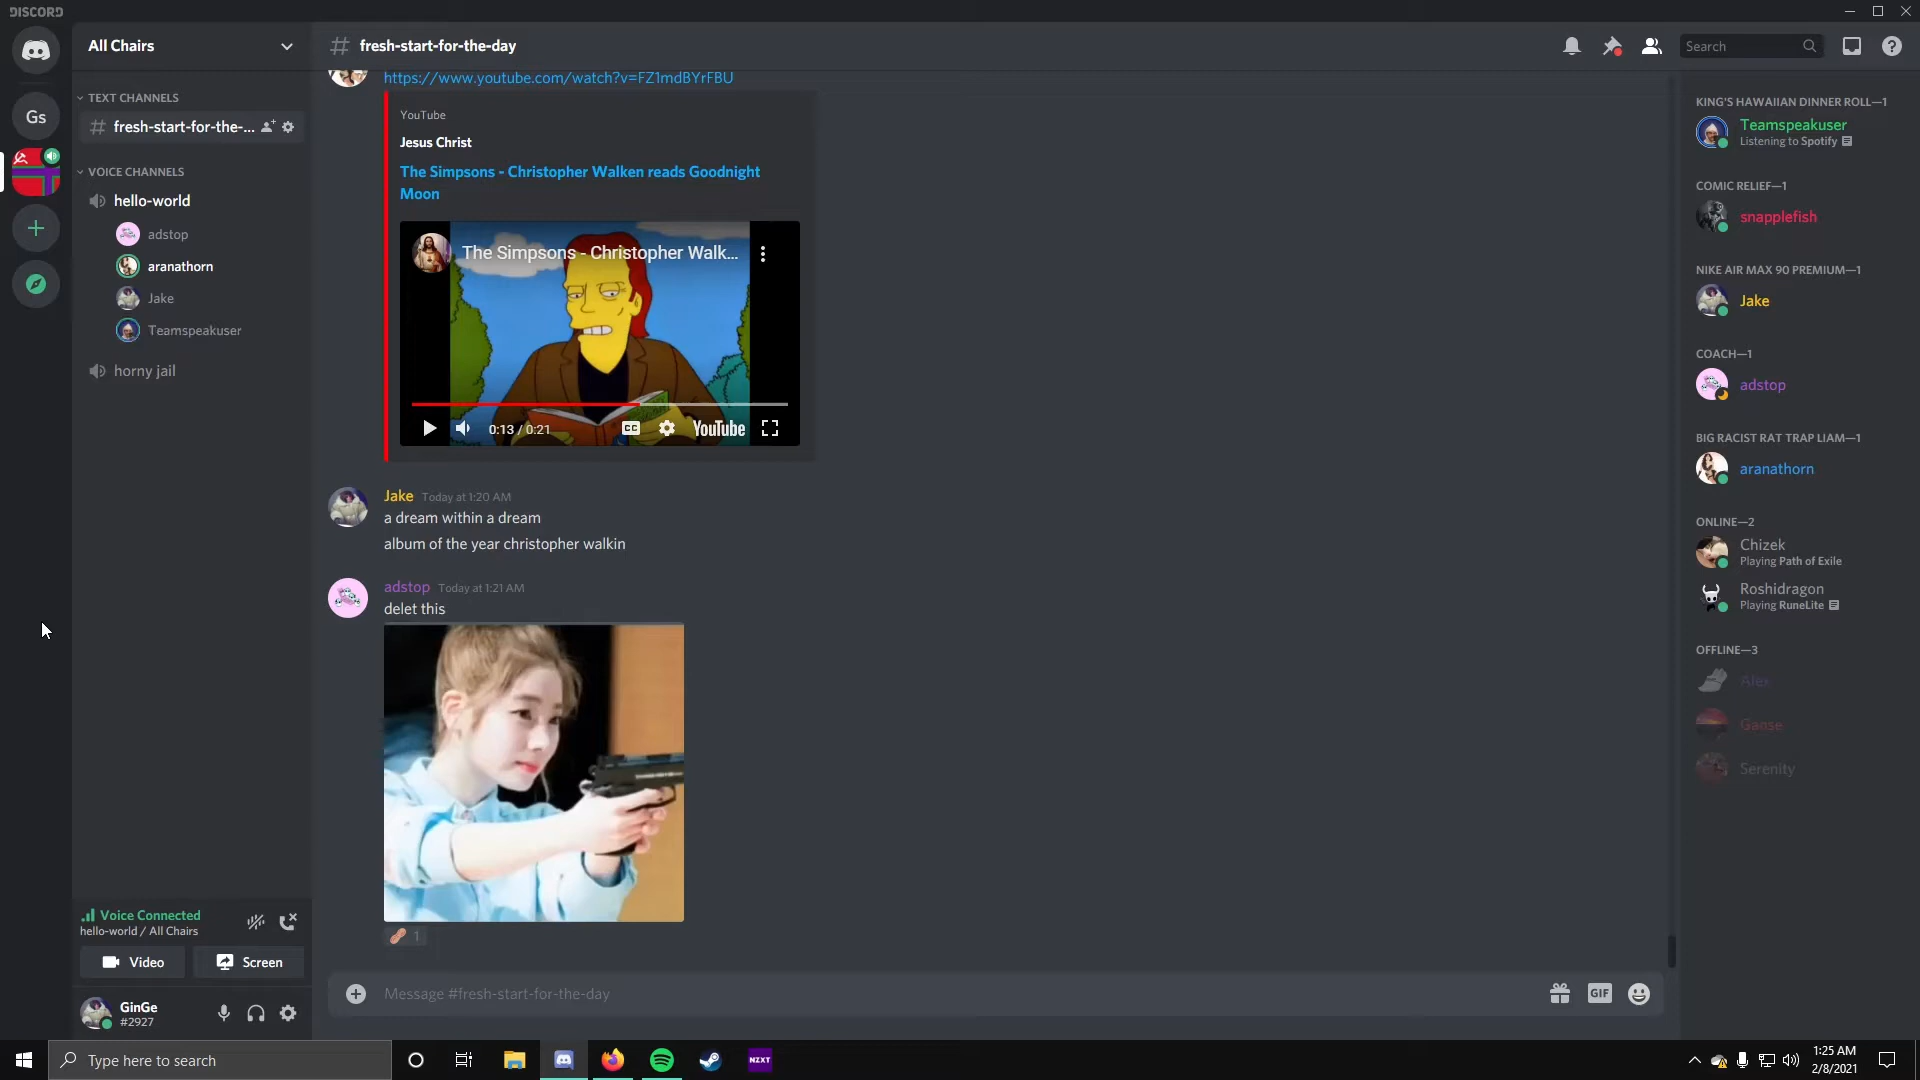 DISCORD
All Chairs
fresh-start-for-the-day
Search
TEXT CHANNELS
fresh-start-for-the-...
VOICE CHANNELS
hello-world
adstop
aranathorn
Jake
Teamspeakuser
horny jail
Gs
https://www.youtube.com/watch?v=FZ1mdBYrFBU
YouTube
Jesus Christ
The Simpsons - Christopher Walken reads Goodnight
Moon
The Simpsons - Christopher Walk...
0:13 / 0:21
CC
YouTube
Jake Today at 1:20 AM
a dream within a dream
album of the year christopher walkin
adstop Today at 1:21 AM
delet this
1
Message #fresh-start-for-the-day
GIF
KING'S HAWAIIAN DINNER ROLL—1
Teamspeakuser
Listening to Spotify
COMIC RELIEF—1
snapplefish
NIKE AIR MAX 90 PREMIUM—1
Jake
COACH—1
adstop
BIG RACIST RAT TRAP LIAM—1
aranathorn
ONLINE—2
Chizek
Playing Path of Exile
Roshidragon
Playing RuneLite
OFFLINE—3
Alex
Ganse
Serenity
Voice Connected
hello-world / All Chairs
Video
Screen
GinGe
#2927
Type here to search
NZXT
1:25 AM
2/8/2021